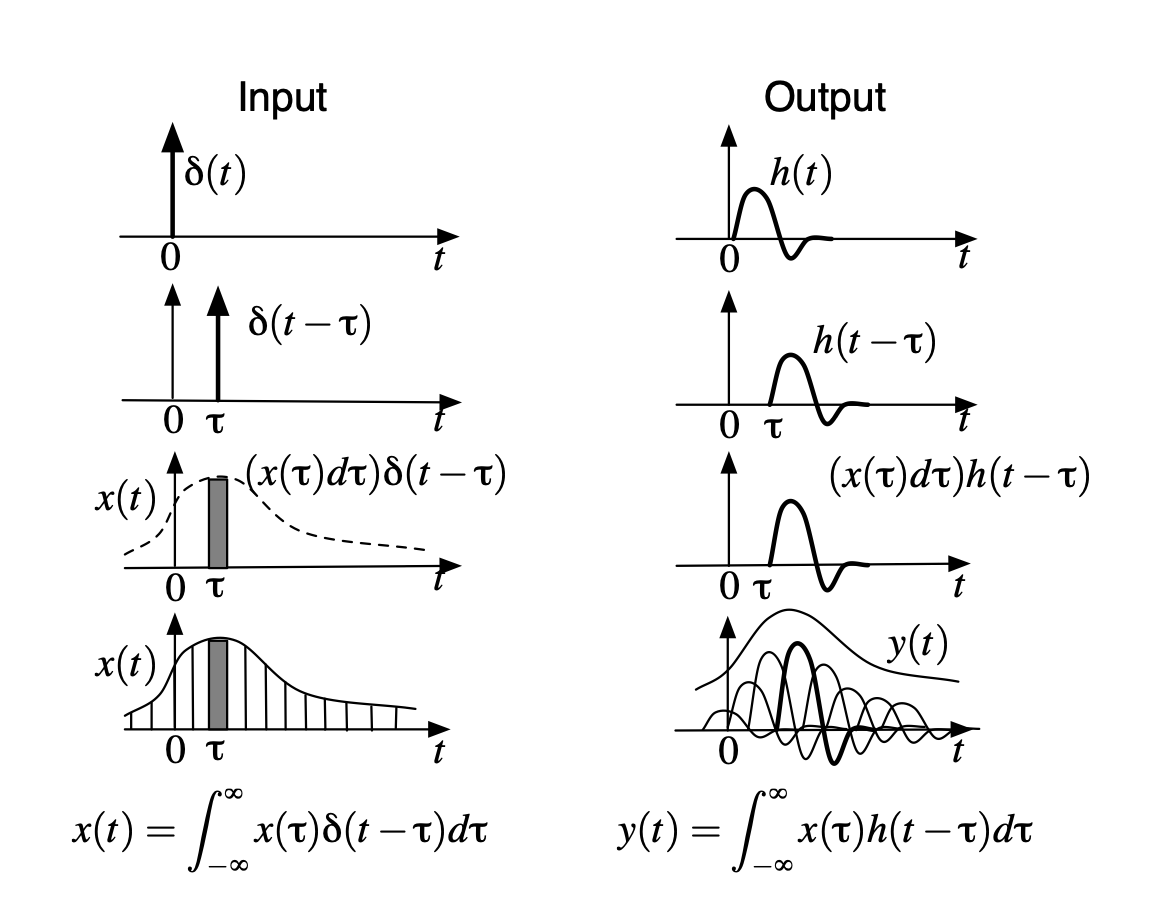 Input Output
δ(t) h(t)
0 t 0 t
δ(t − τ) h(t − τ)
0 τ t 0 τ t
x(t) (x(τ)dτ)δ(t − τ) (x(τ)dτ)h(t − τ)
0 τ t 0 τ t
x(t) y(t)
0 τ t 0 t
x(t) = ∫_{−∞}^{∞} x(τ)δ(t − τ)dτ y(t) = ∫_{−∞}^{∞} x(τ)h(t − τ)dτ